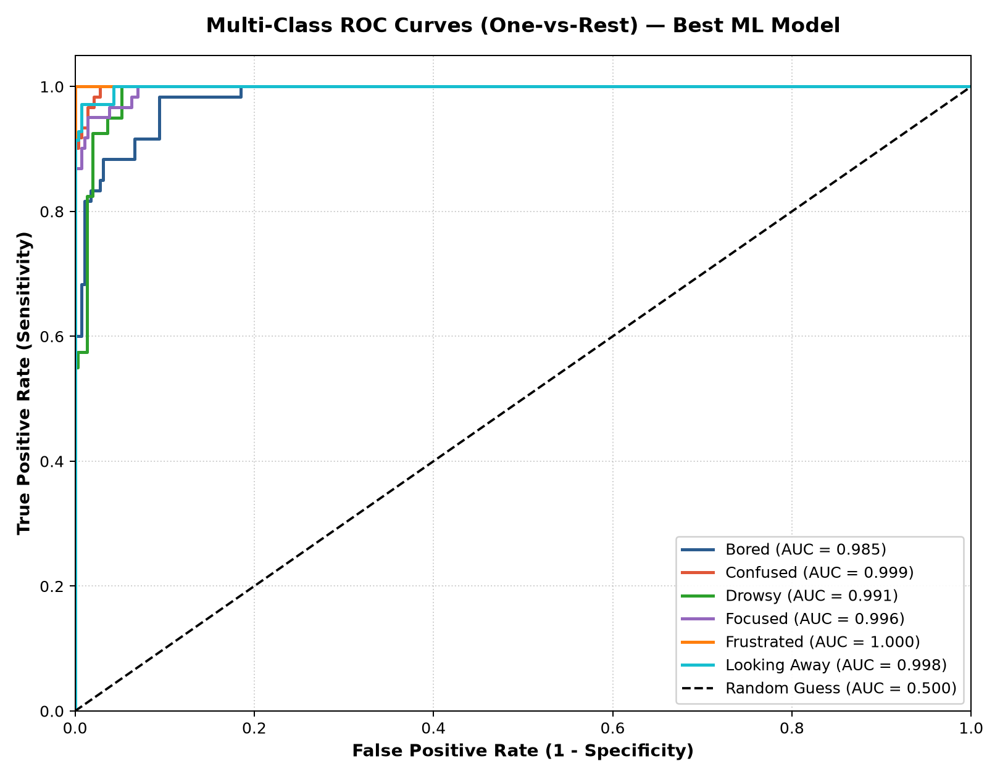 Multi-Class ROC Curves (One-vs-Rest) — Best ML Model
True Positive Rate (Sensitivity)
1.0
0.8
0.6
0.4
0.2
0.0
Bored (AUC = 0.985)
Confused (AUC = 0.999)
Drowsy (AUC = 0.991)
Focused (AUC = 0.996)
Frustrated (AUC = 1.000)
Looking Away (AUC = 0.998)
Random Guess (AUC = 0.500)
0.0 0.2 0.4 0.6 0.8 1.0
False Positive Rate (1 - Specificity)